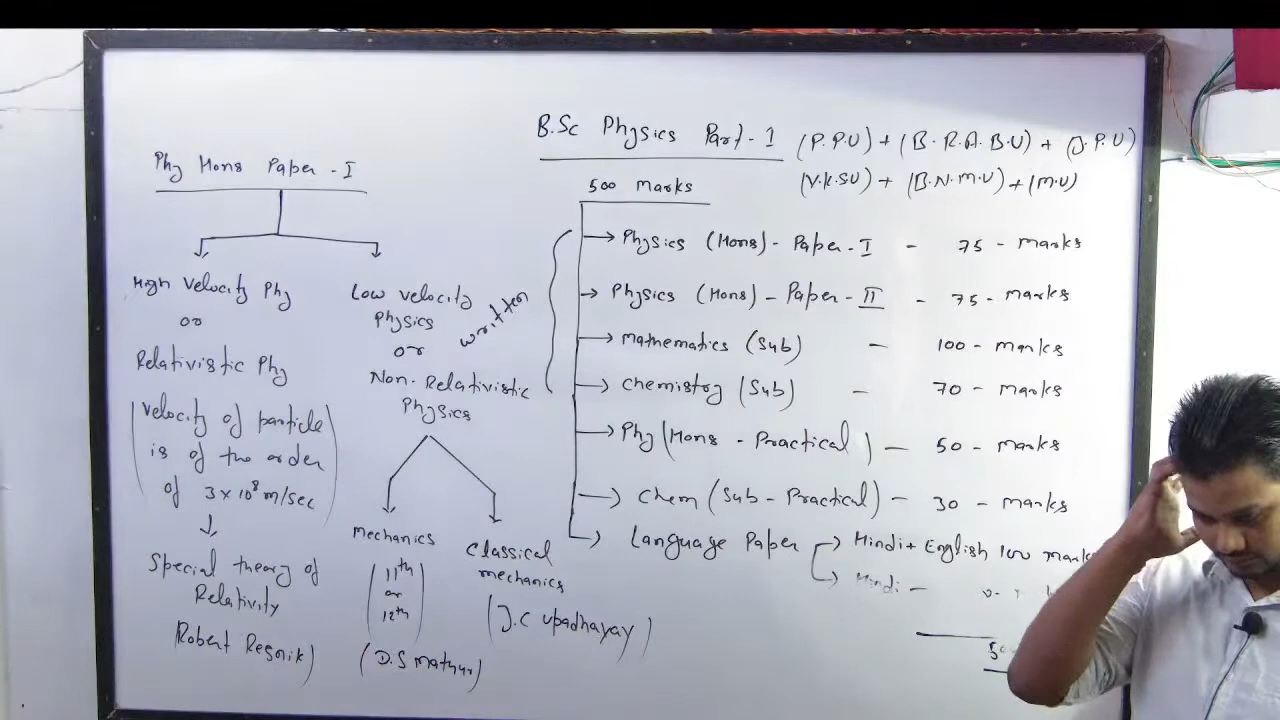 B.Sc Physics Part-1 (P.P.U) + (B.R.A.B.U) + (J.P.U)
(V.K.SU) + (B.N.M.U) + (M.U)
500 marks
Physics (Hons) - Paper - I - 75 - marks
Physics (Hons) - Paper - II - 75 - marks
Mathematics (Sub) - 100 - marks
Chemistry (Sub) - 70 - marks
Phy (Hons - Practical) - 50 - marks
Chem (Sub - Practical) - 30 - marks
Language Paper
Hindi + English 100 marks
Hindi -
written
Phy Hons Paper - I
High velocity Phy
or
Relativistic Phy
(velocity of particle
is of the order
of 3×10⁸ m/sec)
Special theory of
Relativity
Robert Resnik)
Low velocity
Physics
or
Non-Relativistic
Physics
Mechanics
(11th
or
12th)
(D.S mathur)
Classical
mechanics
(J.C upadhayay)